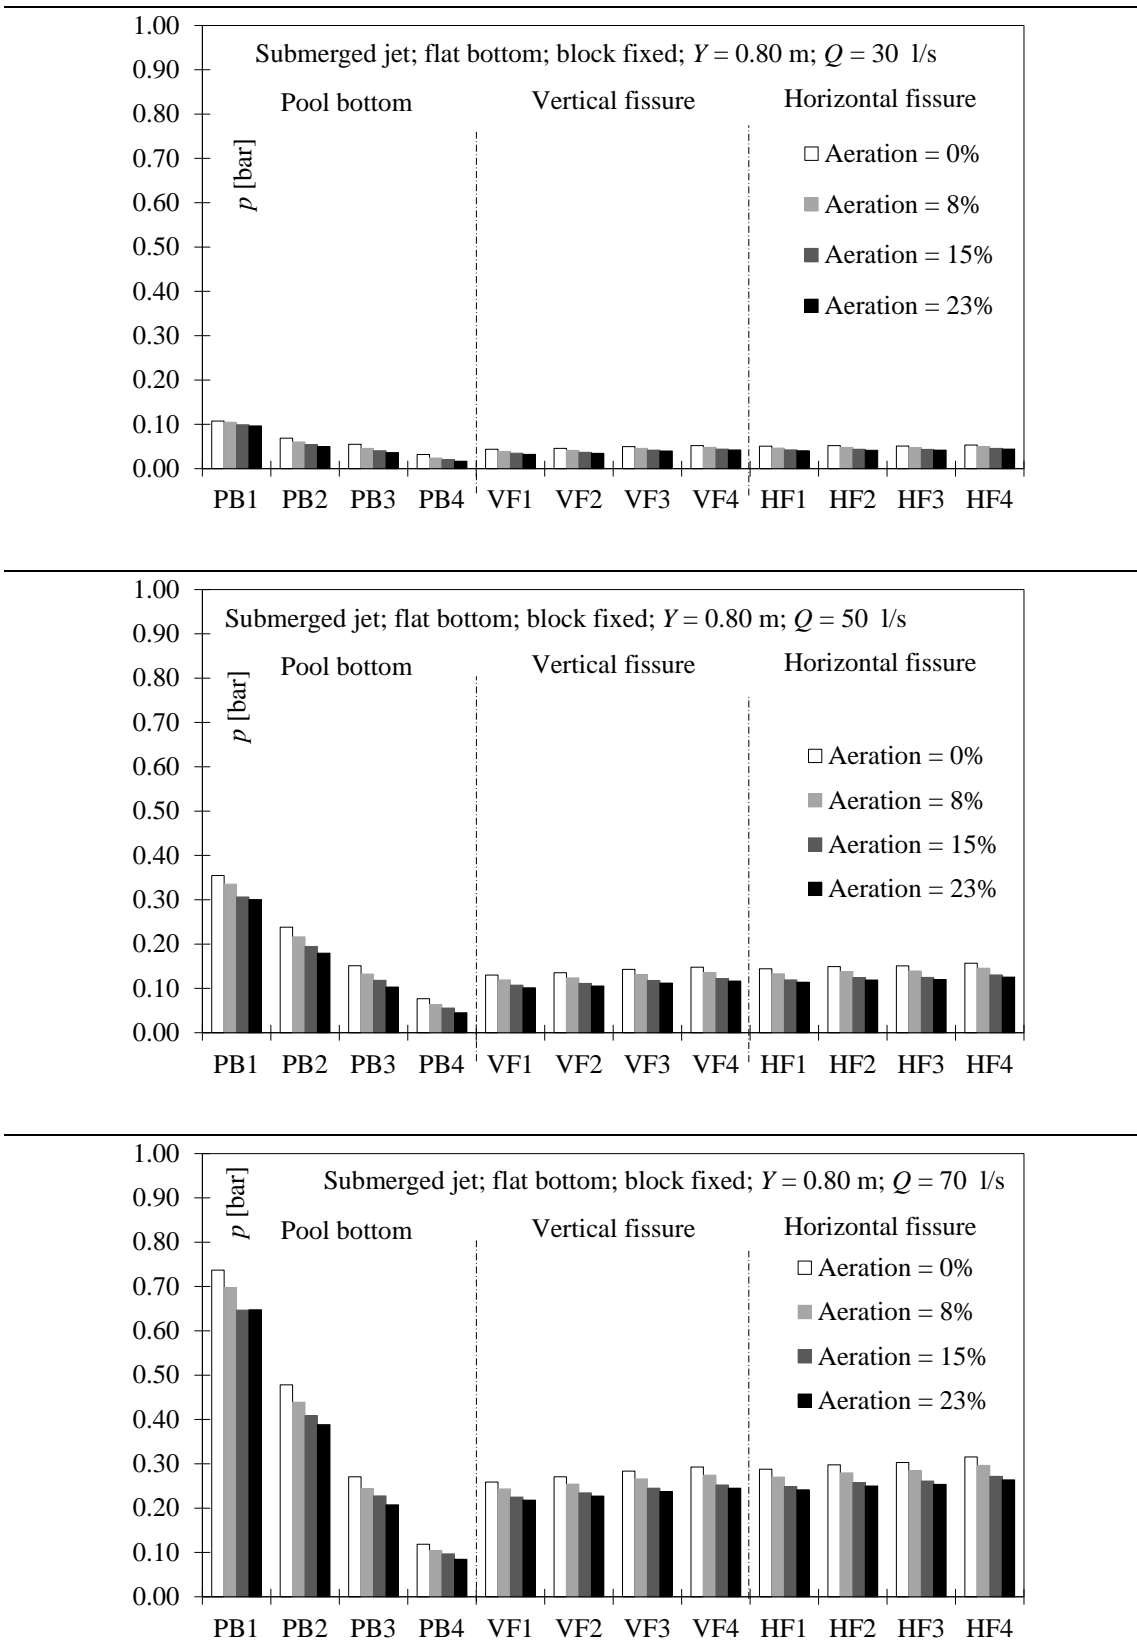 1.00
Submerged jet; flat bottom; block fixed; Y = 0.80 m; Q = 30 l/s
0.90
Pool bottom Vertical fissure Horizontal fissure
0.80
p [bar]
Aeration = 0%
0.70
Aeration = 8%
0.60
0.50
Aeration = 15%
0.40
Aeration = 23%
0.30
0.20
0.10
0.00
PB1 PB2 PB3 PB4 VF1 VF2 VF3 VF4 HF1 HF2 HF3 HF4
1.00
Submerged jet; flat bottom; block fixed; Y = 0.80 m; Q = 50 l/s
0.90
Pool bottom Vertical fissure Horizontal fissure
0.80
p [bar]
0.70
Aeration = 0%
0.60
Aeration = 8%
0.50
Aeration = 15%
0.40
Aeration = 23%
0.30
0.20
0.10
0.00
PB1 PB2 PB3 PB4 VF1 VF2 VF3 VF4 HF1 HF2 HF3 HF4
1.00
p [bar]
Submerged jet; flat bottom; block fixed; Y = 0.80 m; Q = 70 l/s
0.90
Pool bottom Vertical fissure Horizontal fissure
0.80
Aeration = 0%
0.70
Aeration = 8%
0.60
Aeration = 15%
0.50
Aeration = 23%
0.40
0.30
0.20
0.10
0.00
PB1 PB2 PB3 PB4 VF1 VF2 VF3 VF4 HF1 HF2 HF3 HF4